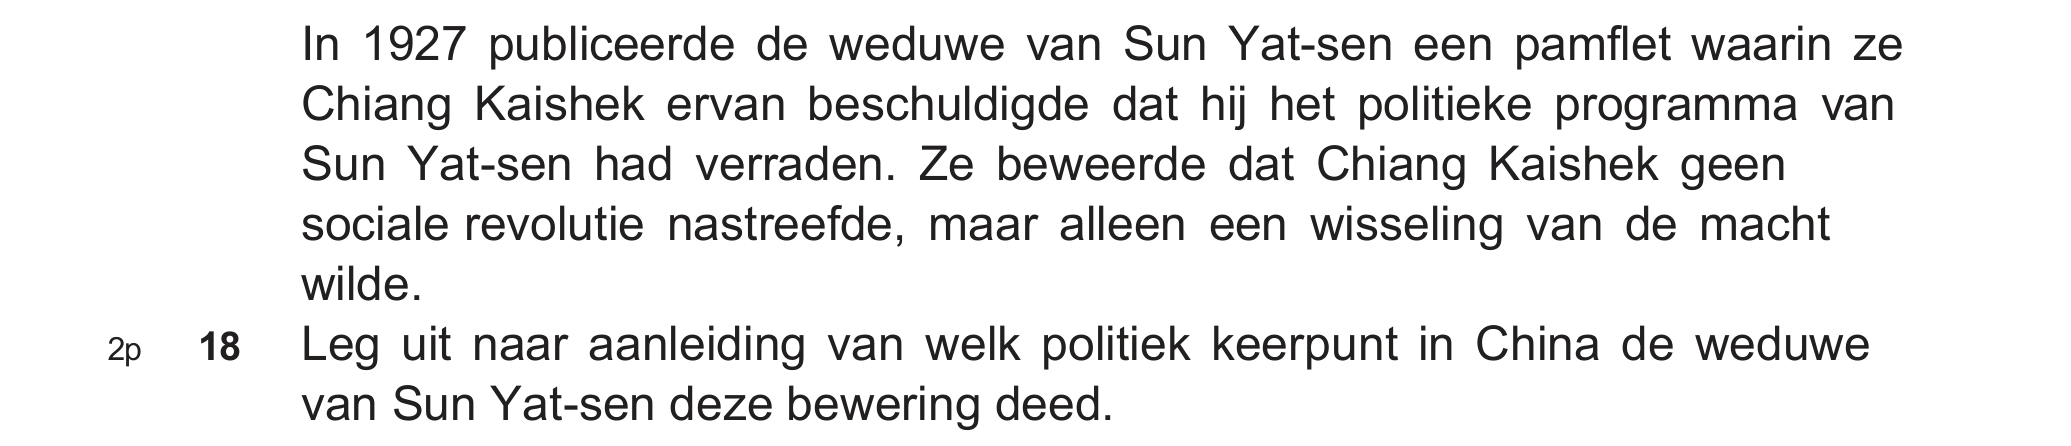 In 1927 publiceerde de weduwe van Sun Yat-sen een pamflet waarin ze
Chiang Kaishek ervan beschuldigde dat hij het politieke programma van
Sun Yat-sen had verraden. Ze beweerde dat Chiang Kaishek geen
sociale revolutie nastreefde, maar alleen een wisseling van de macht
wilde.
2p 18 Leg uit naar aanleiding van welk politiek keerpunt in China de weduwe
van Sun Yat-sen deze bewering deed.